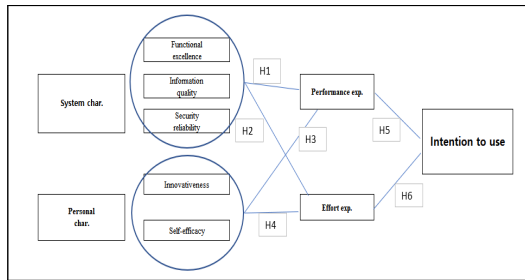 Functional
excellence
H1
System char.
Information
quality
Performance exp.
Security
reliability
H2
H3
H5
Intention to use
Innovativeness
Personal
char.
Self-efficacy
H4
Effort exp.
H6